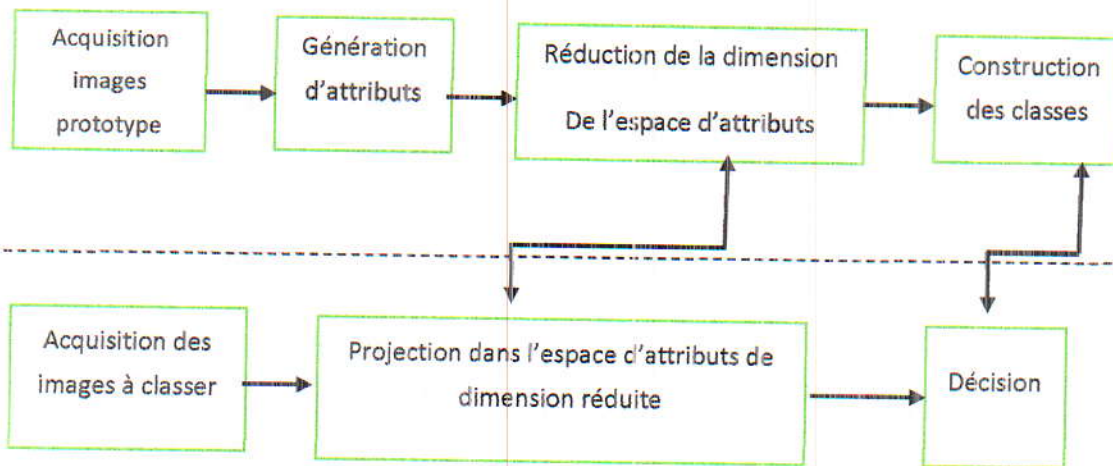 Acquisition
images
prototype
Génération
d'attributs
Réduction de la dimension
De l'espace d'attributs
Construction
des classes
Acquisition des
images à classer
Projection dans l'espace d'attributs de
dimension réduite
Décision